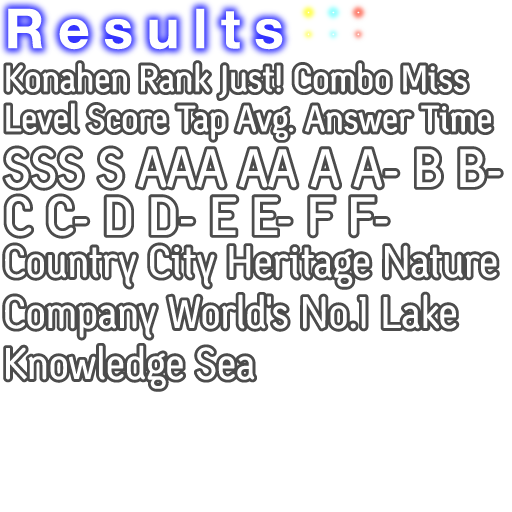 Results
Konahen Rank Just! Combo Miss
Level Score Tap Avg. Answer Time
SSS S AAA AA A A- B B-
C C- D D- E E- F F-
Country City Heritage Nature
Company World's No.1 Lake
Knowledge Sea